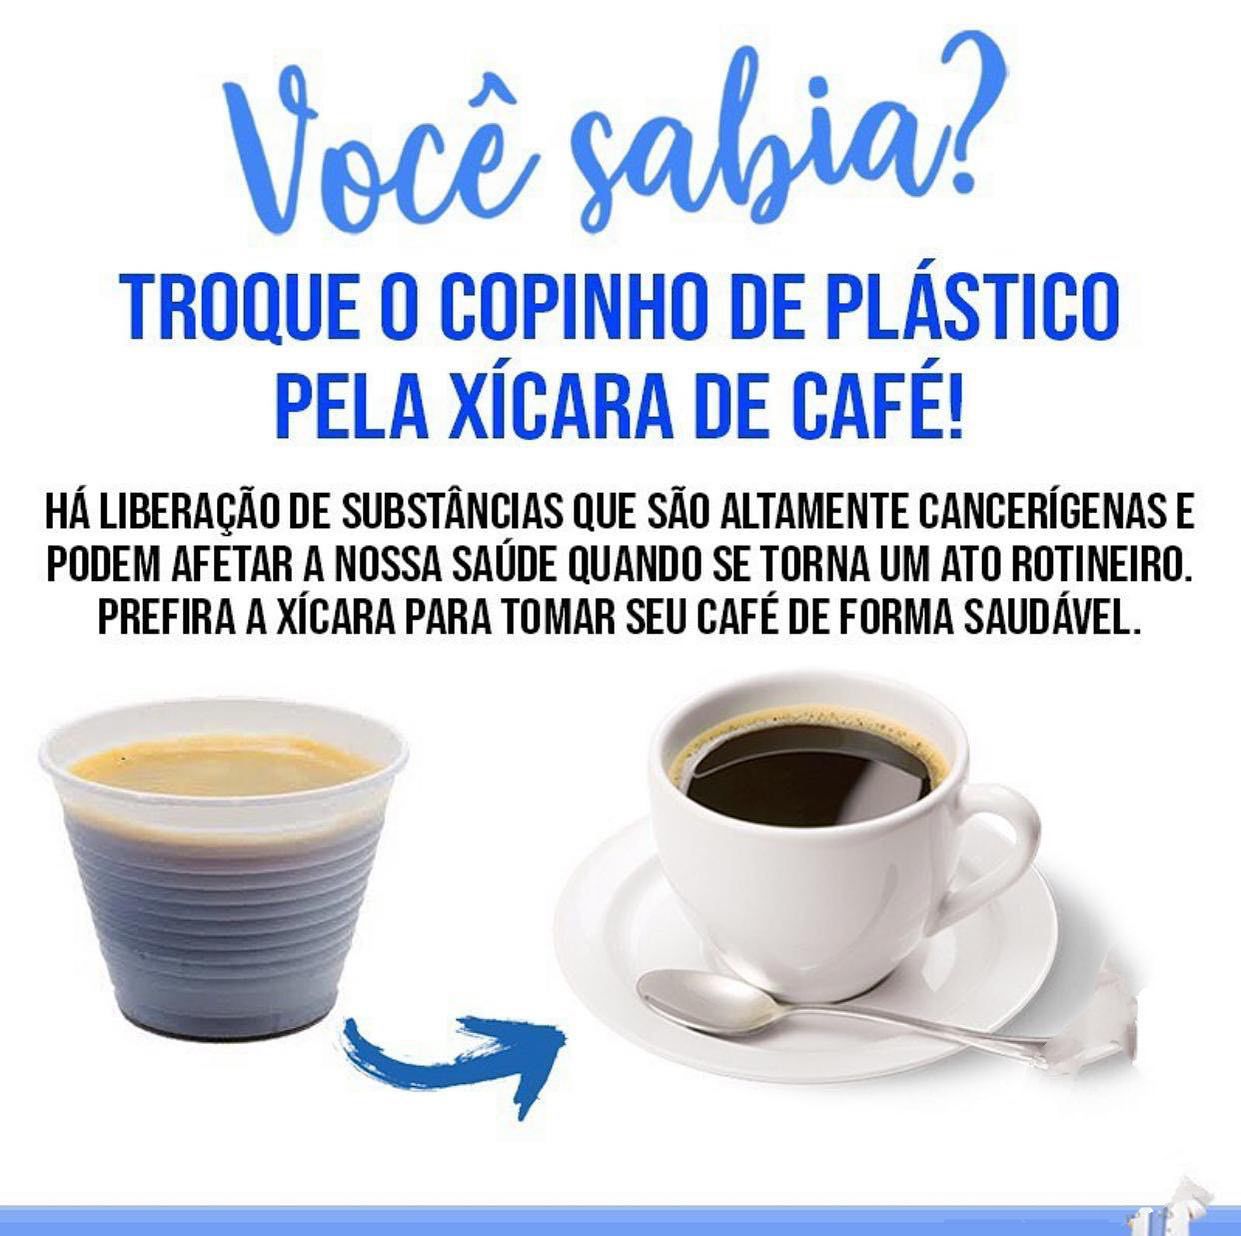 Você sabia?
TROQUE O COPINHO DE PLÁSTICO
PELA XÍCARA DE CAFÉ!
HÁ LIBERAÇÃO DE SUBSTÂNCIAS QUE SÃO ALTAMENTE CANCERÍGENAS E
PODEM AFETAR A NOSSA SAÚDE QUANDO SE TORNA UM ATO ROTINEIRO.
PREFIRA A XÍCARA PARA TOMAR SEU CAFÉ DE FORMA SAUDÁVEL.